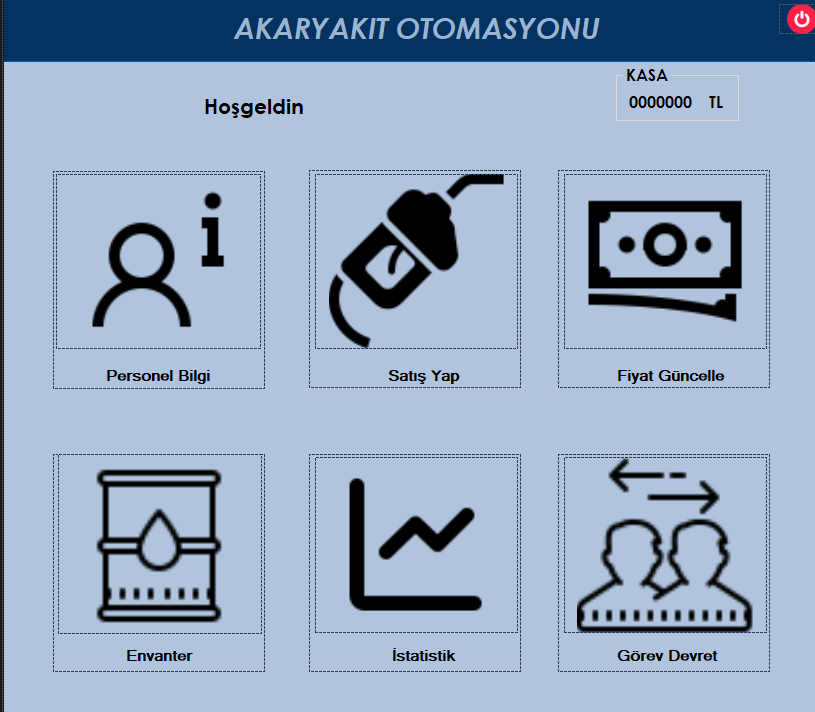 AKARYAKIT OTOMASYONU
KASA
Hoşgeldin
0000000 TL
Personel Bilgi
Satış Yap
Fiyat Güncelle
Envanter
İstatistik
Görev Devret